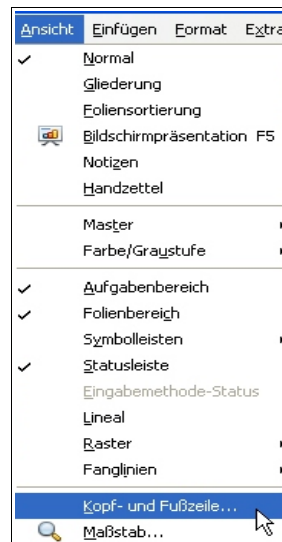 Ansicht Einfügen Format Extra
Normal
Gliederung
Foliensortierung
Bildschirmpräsentation F5
Notizen
Handzettel
Master
Farbe/Graustufe
Aufgabenbereich
Folienbereich
Symbolleisten
Statusleiste
Eingabemethode-Status
Lineal
Raster
Fanglinien
Kopf- und Fußzeile...
Maßstab...